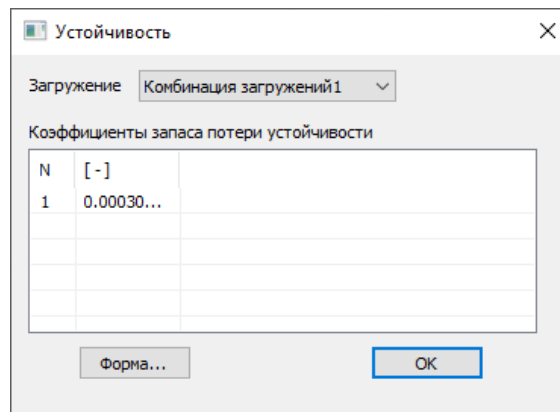 Устойчивость
Загружение Комбинация загружений1
Коэффициенты запаса потери устойчивости
N [-]
1 0.00030...
Форма... OK